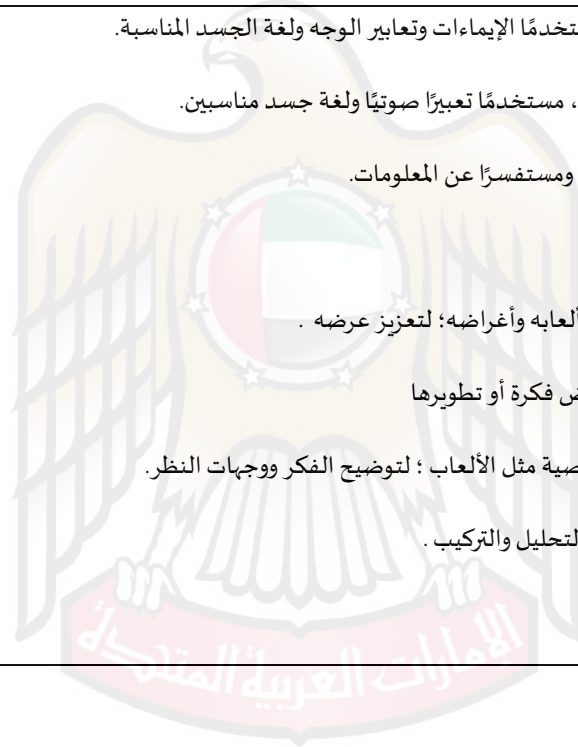 تخدمًا الإيماءات وتعابير الوجه ولغة الجسد المناسبة.
، مستخدمًا تعبيرًا صوتيًا ولغة جسد مناسبين.
ومستفسرًا عن المعلومات.
ألعابه وأغراضه؛ لتعزيز عرضه .
ض فكرة أو تطويرها
صية مثل الألعاب ؛ لتوضيح الفكر ووجهات النظر.
لتحليل والتركيب .
الإمارات العربية المتحدة